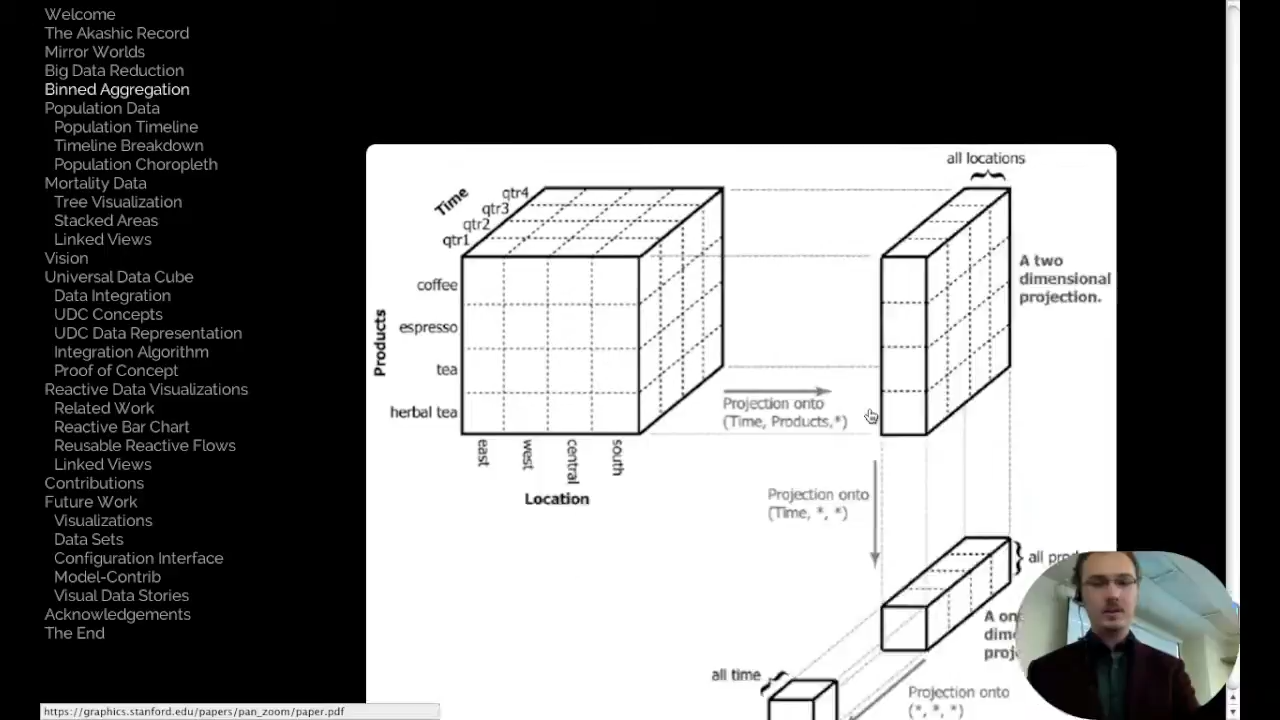 Welcome
The Akashic Record
Mirror Worlds
Big Data Reduction
Binned Aggregation
Population Data
Population Timeline
Timeline Breakdown
Population Choropleth
Mortality Data
Tree Visualization
Stacked Areas
Linked Views
Vision
Universal Data Cube
Data Integration
UDC Concepts
UDC Data Representation
Integration Algorithm
Proof of Concept
Reactive Data Visualizations
Related Work
Reactive Bar Chart
Reusable Reactive Flows
Linked Views
Contributions
Future Work
Visualizations
Data Sets
Configuration Interface
Model-Contrib
Visual Data Stories
Acknowledgements
The End
all locations
Time
qtr4
qtr3
qtr2
qtr1
Products
coffee
espresso
tea
herbal tea
east
west
central
south
Location
A two
dimensional
projection.
Projection onto
(Time, Products,*)
Projection onto
(Time, *, *)
all
A
all time
Projection onto
(*, *, *)
https://graphics.stanford.edu/papers/pan_zoom/paper.pdf